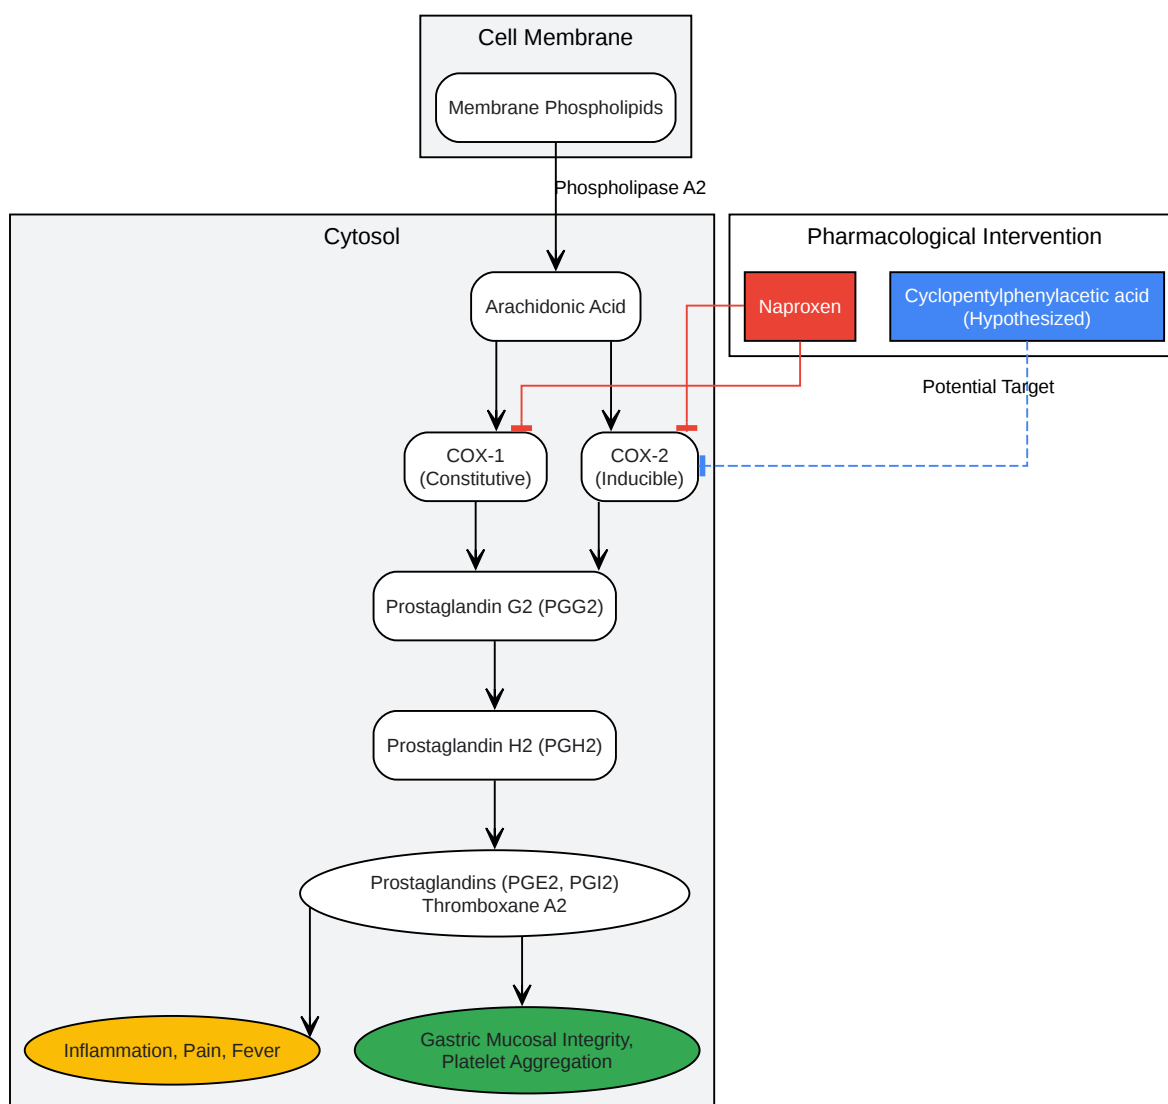 Cell Membrane
Membrane Phospholipids
Phospholipase A2
Cytosol
Pharmacological Intervention
Arachidonic Acid
Naproxen
Cyclopentylphenylacetic acid
(Hypothesized)
Potential Target
COX-1
(Constitutive)
COX-2
(Inducible)
Prostaglandin G2 (PGG2)
Prostaglandin H2 (PGH2)
Prostaglandins (PGE2, PGI2)
Thromboxane A2
Inflammation, Pain, Fever
Gastric Mucosal Integrity,
Platelet Aggregation